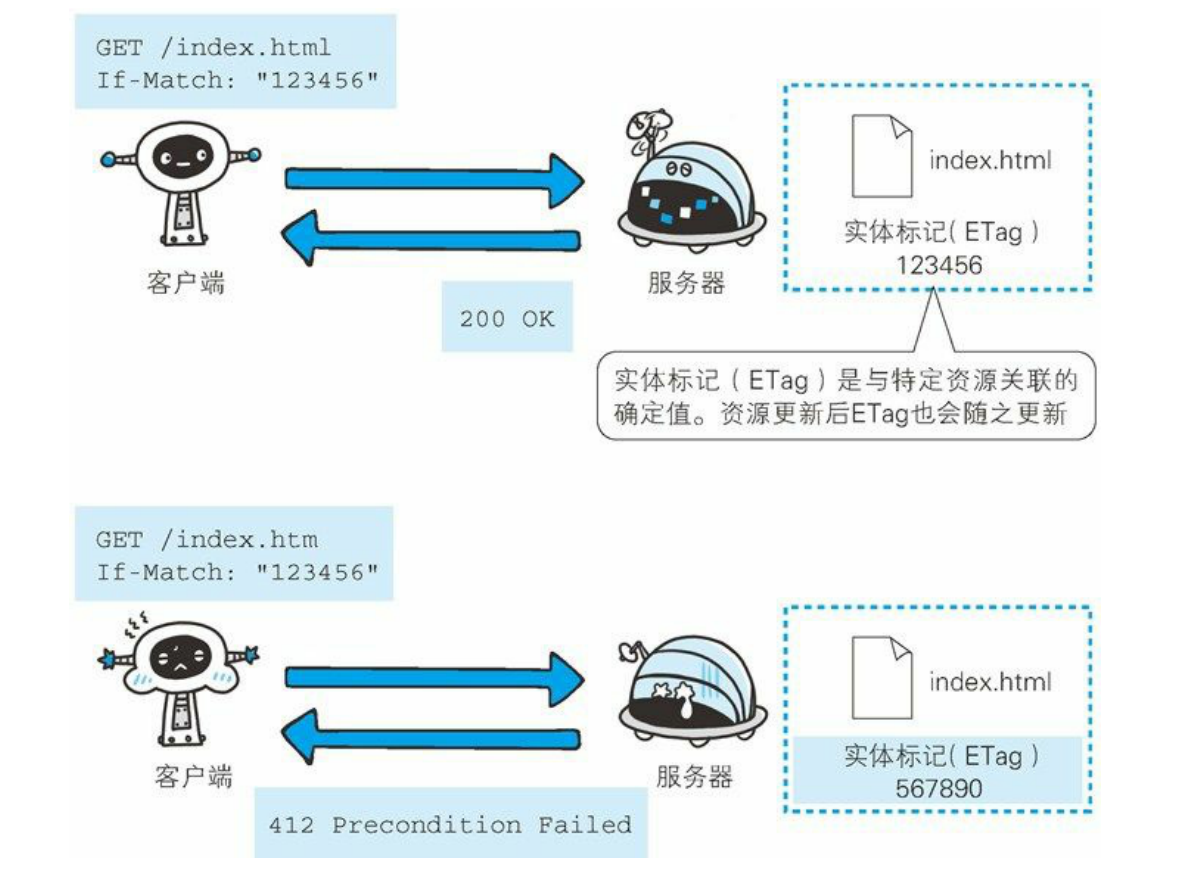 GET /index.html
If-Match: "123456"
index.html
实体标记( ETag )
123456
客户端
服务器
200 OK
实体标记 ( ETag ) 是与特定资源关联的
确定值。资源更新后ETag也会随之更新
GET /index.htm
If-Match: "123456"
index.html
实体标记( ETag )
567890
客户端
服务器
412 Precondition Failed